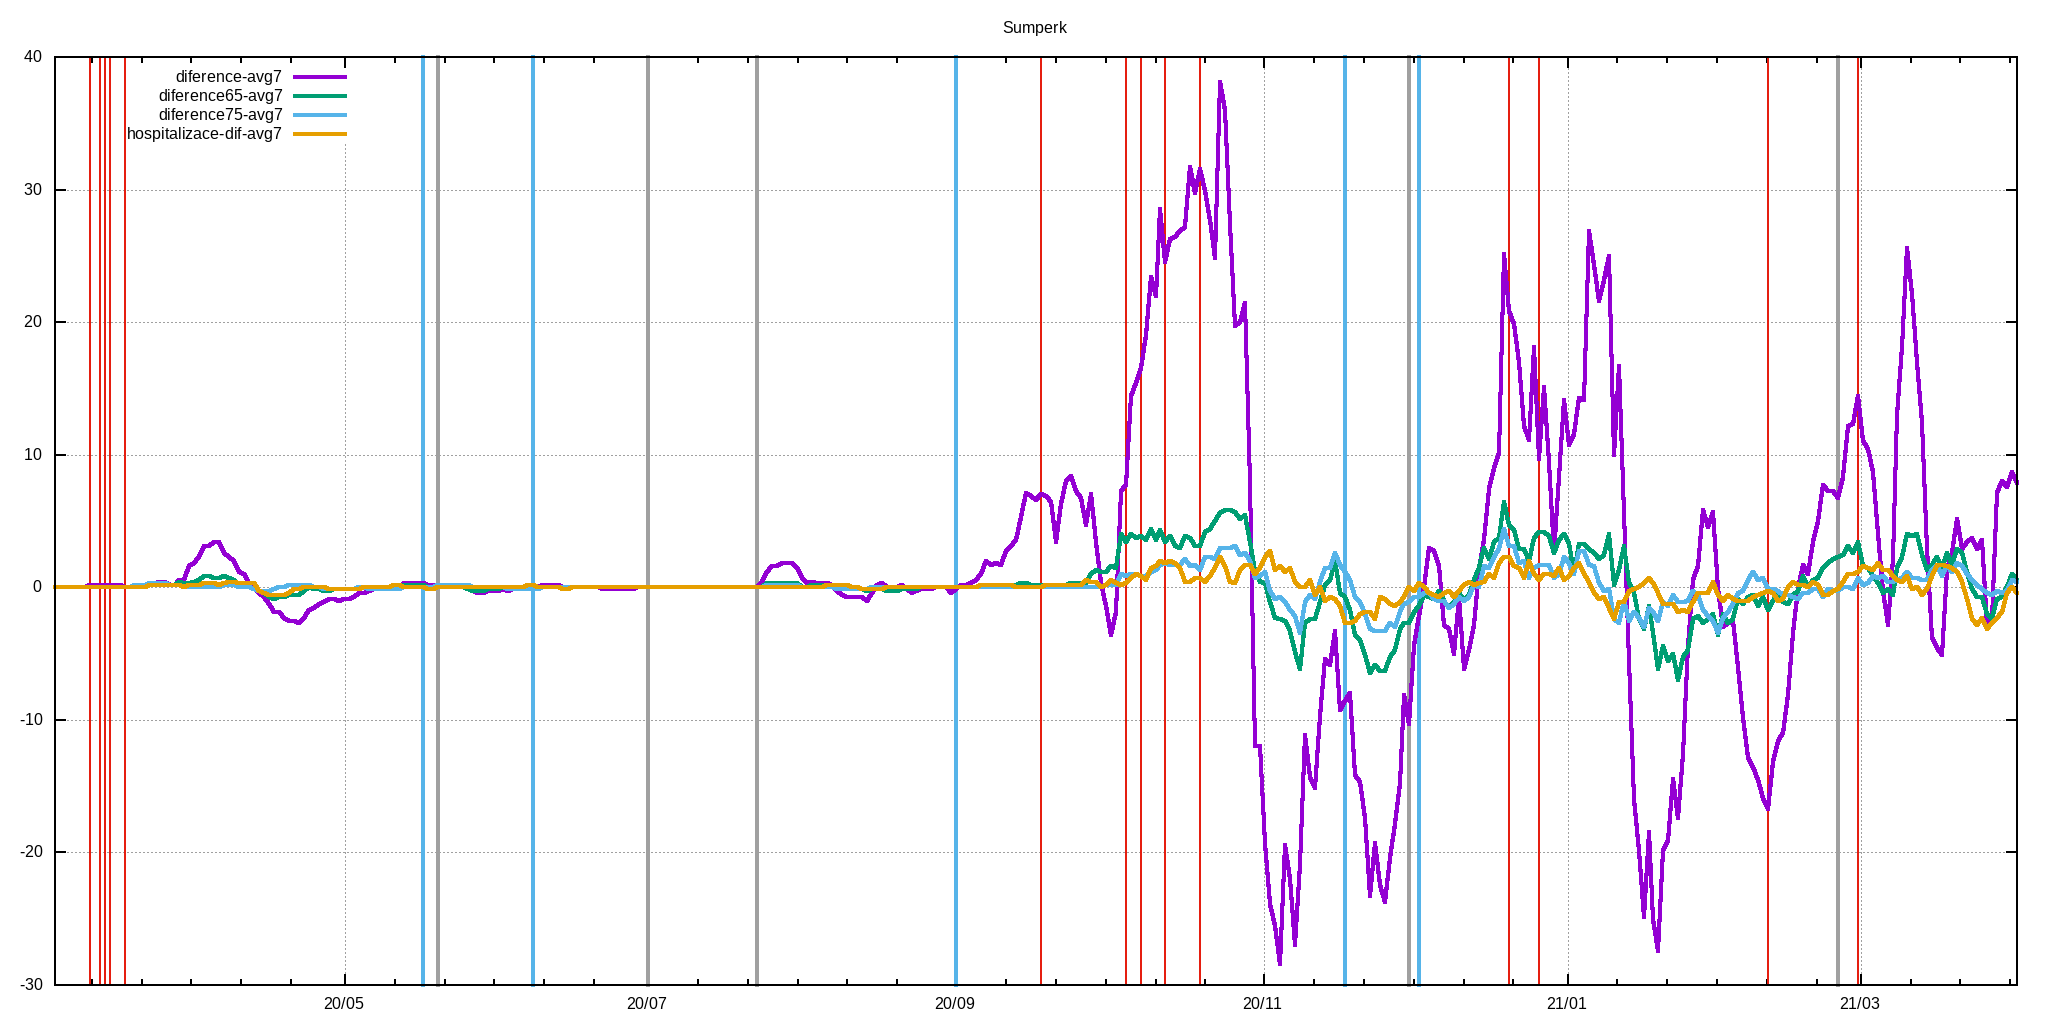 Sumperk
diference-avg7
diference65-avg7
diference75-avg7
hospitalizace-dif-avg7
40
30
20
10
0
-10
-20
-30
20/05 20/07 20/09 20/11 21/01 21/03